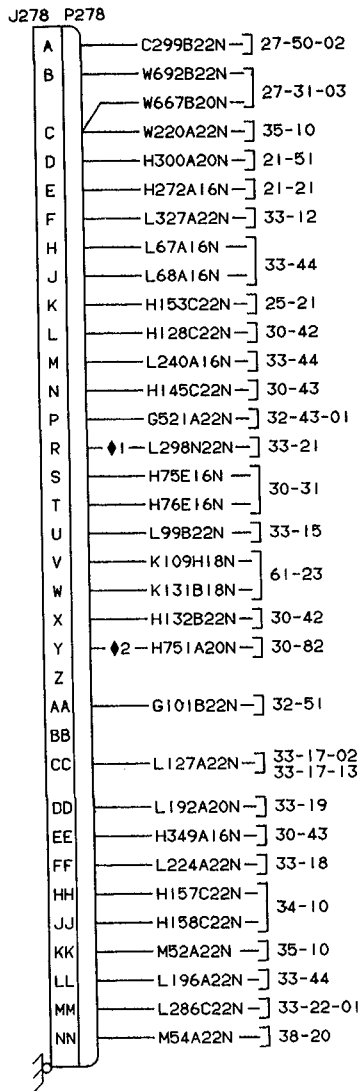 J278 P278
A C299B22N 27-50-02
B W692B22N
W667B20N 27-31-03
C W220A22N 35-10
D H300A20N 21-51
E H272A16N 21-21
F L327A22N 33-12
H L67A16N
33-44
J L68A16N
K H153C22N 25-21
L H128C22N 30-42
M L240A16N 33-44
N H145C22N 30-43
P G521A22N 32-43-01
R ♦1 L298N22N 33-21
S H75E16N
30-31
T H76E16N
U L99B22N 33-15
V K109H18N
61-23
W K131B18N
X H132B22N 30-42
Y ♦2 H751A20N 30-82
Z
AA G101B22N 32-51
BB
CC L127A22N 33-17-02
33-17-13
DD L192A20N 33-19
EE H349A16N 30-43
FF L224A22N 33-18
HH H157C22N
34-10
JJ H158C22N
KK M52A22N 35-10
LL L196A22N 33-44
MM L286C22N 33-22-01
NN M54A22N 38-20